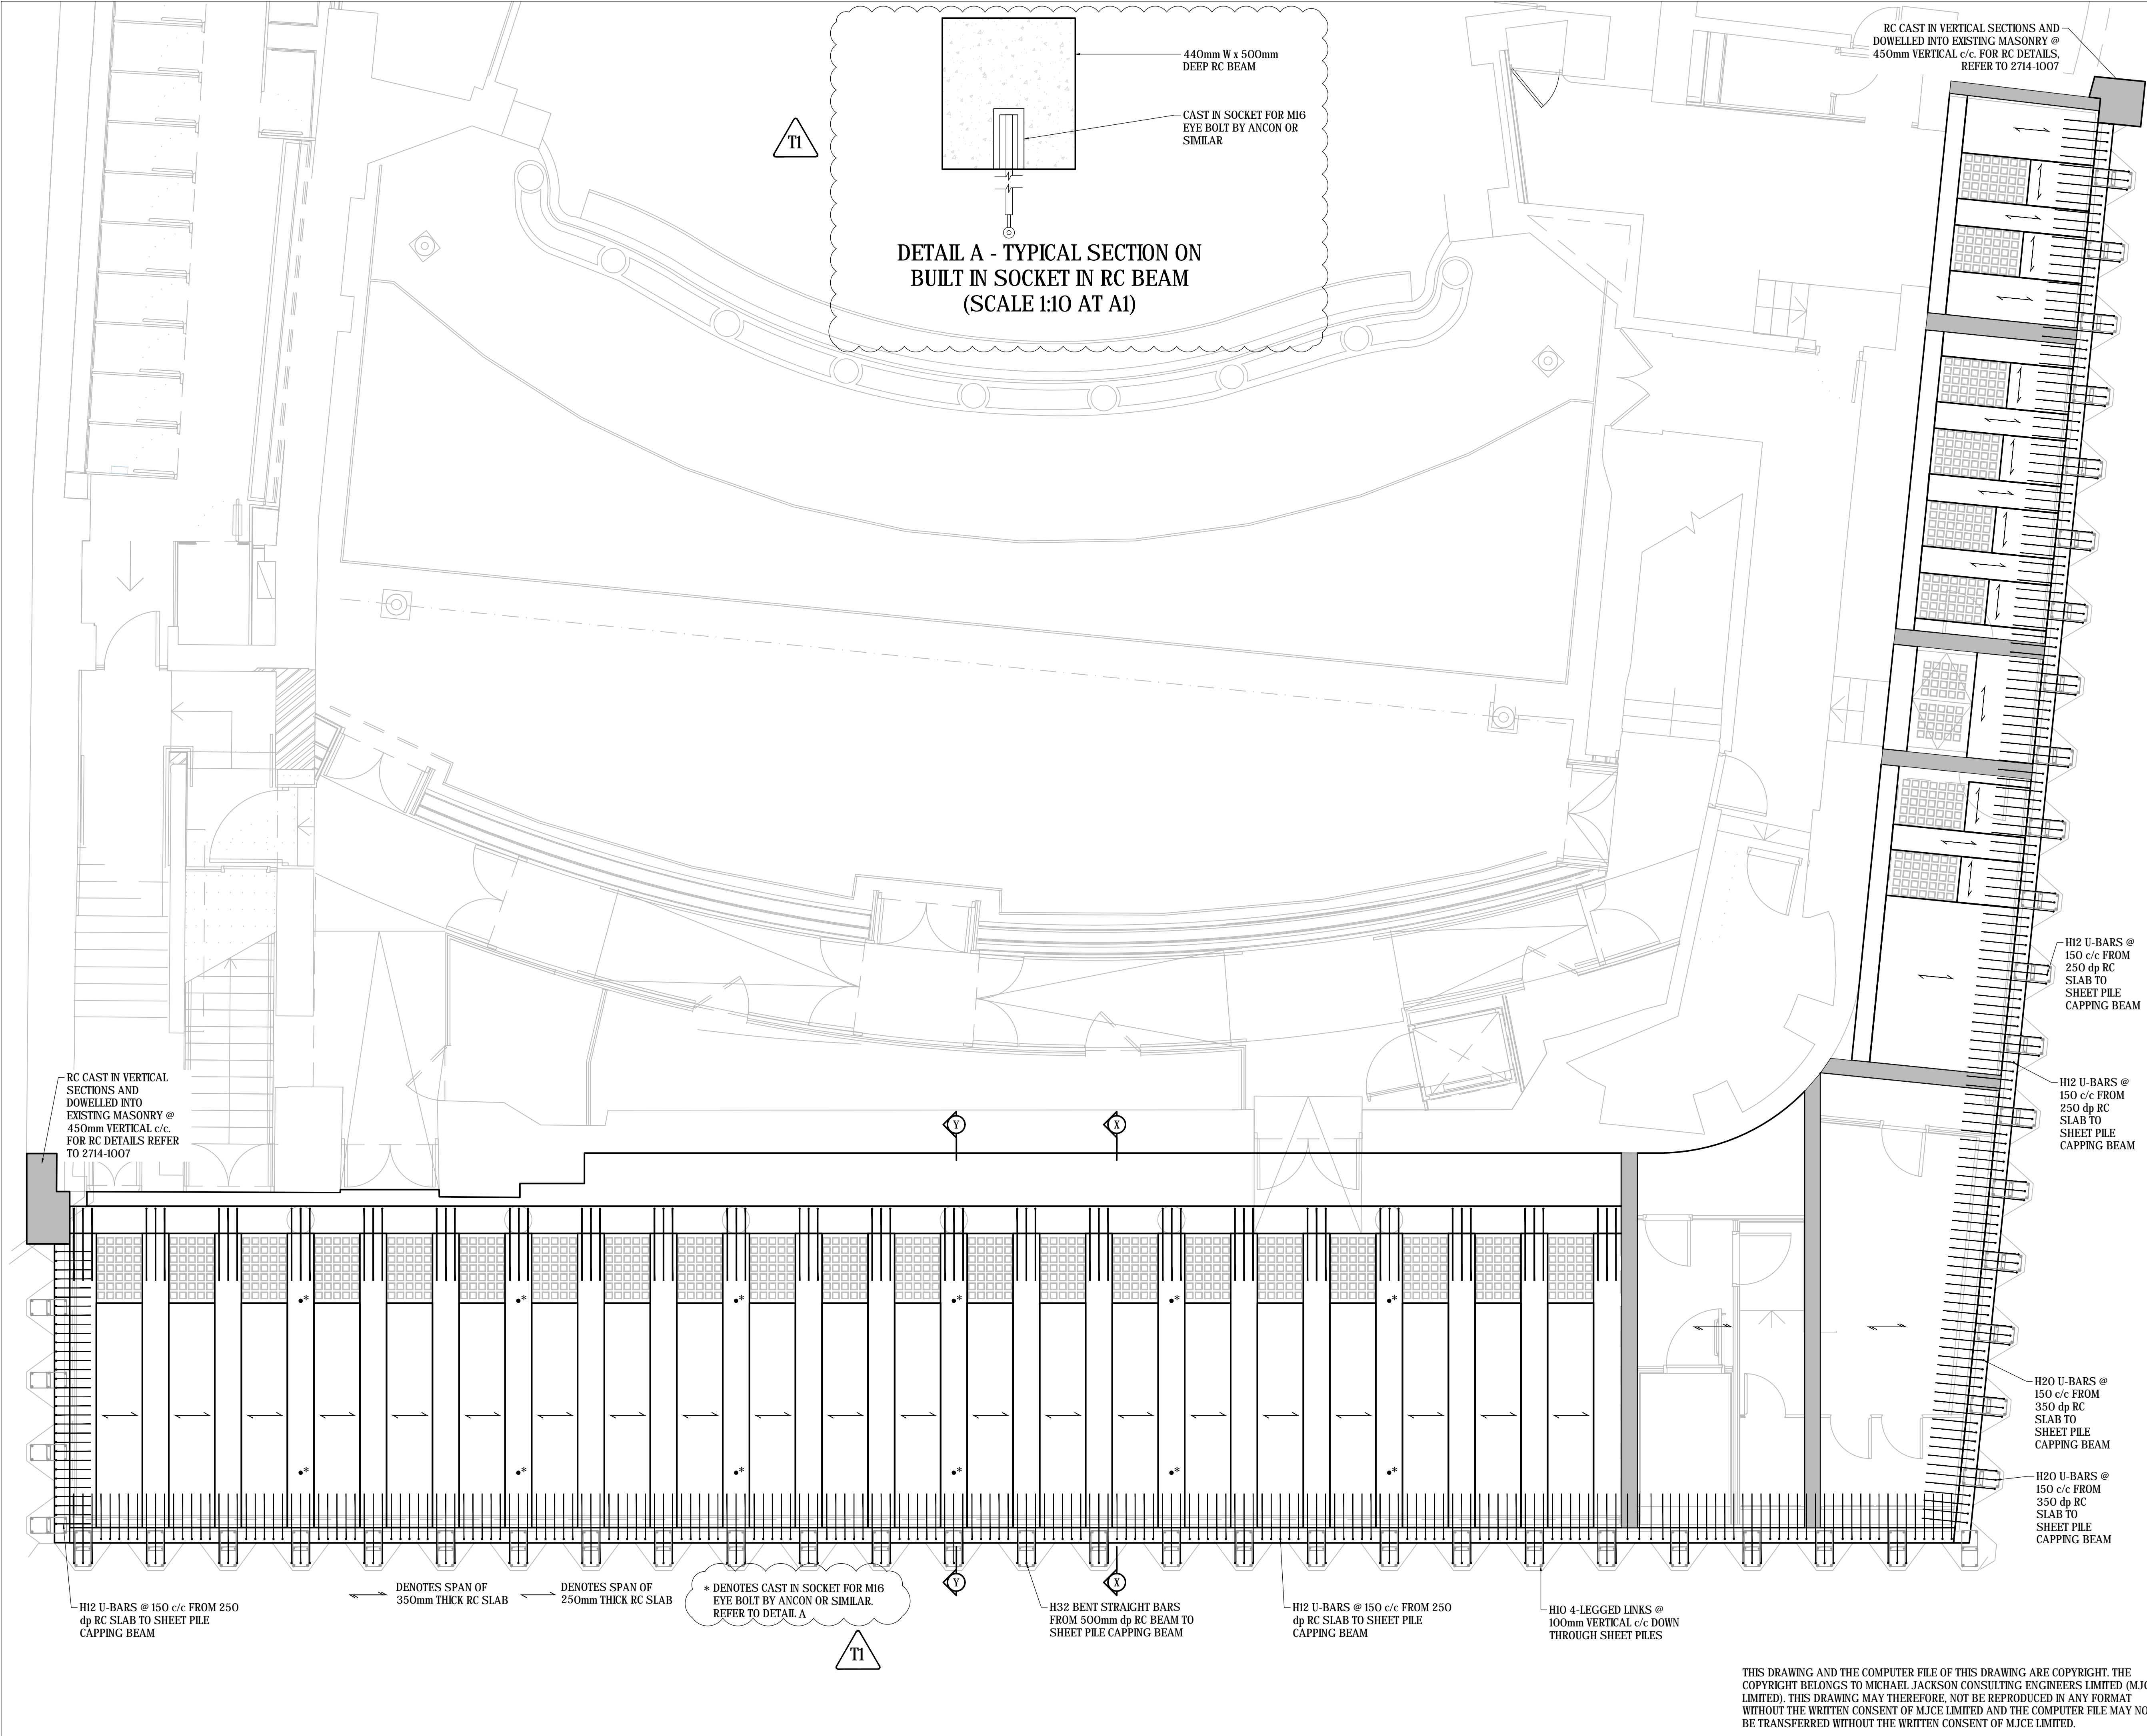 440mm W x 500mm
DEEP RC BEAM
CAST IN SOCKET FOR M16
EYE BOLT BY ANCON OR
SIMILAR
T1
DETAIL A - TYPICAL SECTION ON
BUILT IN SOCKET IN RC BEAM
(SCALE 1:10 AT A1)
RC CAST IN VERTICAL SECTIONS AND
DOWELLED INTO EXISTING MASONRY @
450mm VERTICAL c/c. FOR RC DETAILS,
REFER TO 2714-1007
H12 U-BARS @
150 c/c FROM
250 dp RC
SLAB TO
SHEET PILE
CAPPING BEAM
H12 U-BARS @
150 c/c FROM
250 dp RC
SLAB TO
SHEET PILE
CAPPING BEAM
RC CAST IN VERTICAL
SECTIONS AND
DOWELLED INTO
EXISTING MASONRY @
450mm VERTICAL c/c.
FOR RC DETAILS REFER
TO 2714-1007
Y
X
*
*
*
*
*
*
*
*
*
*
*
*
H20 U-BARS @
150 c/c FROM
350 dp RC
SLAB TO
SHEET PILE
CAPPING BEAM
H20 U-BARS @
150 c/c FROM
350 dp RC
SLAB TO
SHEET PILE
CAPPING BEAM
Y
X
H12 U-BARS @ 150 c/c FROM 250
dp RC SLAB TO SHEET PILE
CAPPING BEAM
DENOTES SPAN OF
350mm THICK RC SLAB
DENOTES SPAN OF
250mm THICK RC SLAB
* DENOTES CAST IN SOCKET FOR M16
EYE BOLT BY ANCON OR SIMILAR.
REFER TO DETAIL A
T1
H32 BENT STRAIGHT BARS
FROM 500mm dp RC BEAM TO
SHEET PILE CAPPING BEAM
H12 U-BARS @ 150 c/c FROM 250
dp RC SLAB TO SHEET PILE
CAPPING BEAM
H10 4-LEGGED LINKS @
100mm VERTICAL c/c DOWN
THROUGH SHEET PILES
THIS DRAWING AND THE COMPUTER FILE OF THIS DRAWING ARE COPYRIGHT. THE
COPYRIGHT BELONGS TO MICHAEL JACKSON CONSULTING ENGINEERS LIMITED
LIMITED). THIS DRAWING MAY THEREFORE, NOT BE REPRODUCED IN ANY FORMAT
WITHOUT THE WRITTEN CONSENT OF MJCE LIMITED AND THE COMPUTER FILE MAY
BE TRANSFERRED WITHOUT THE WRITTEN CONSENT OF MJCE LIMITED.